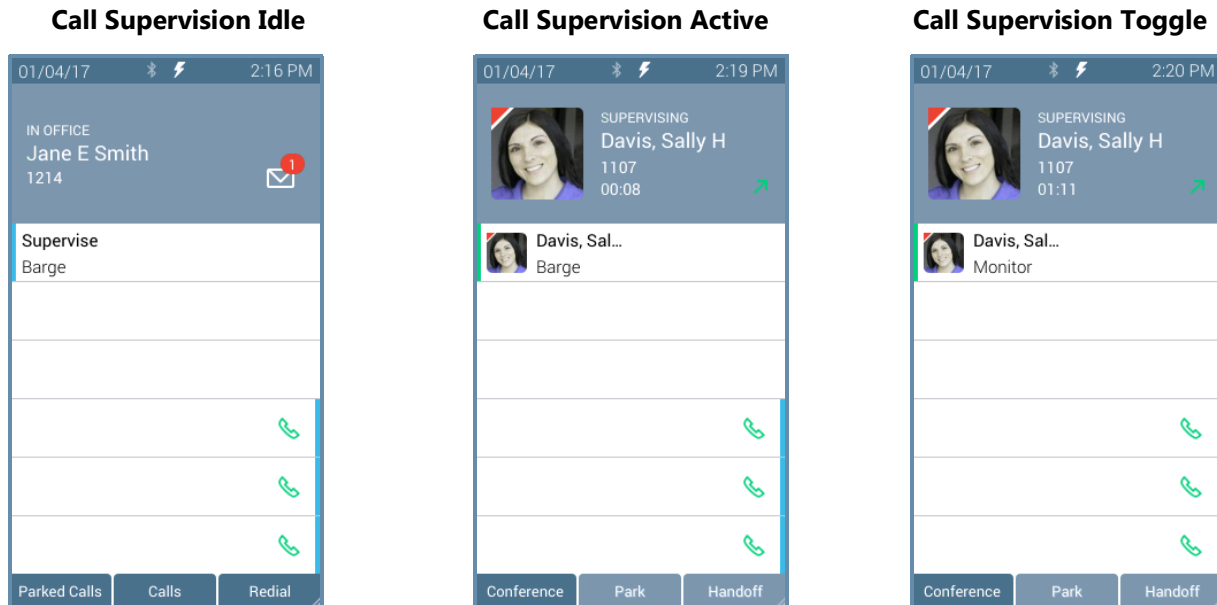 Call Supervision Idle
01/04/17 2:16 PM
IN OFFICE
Jane E Smith
1214
1
Supervise
Barge
Parked Calls Calls Redial
Call Supervision Active
01/04/17 2:19 PM
SUPERVISING
Davis, Sally H
1107
00:08
Davis, Sal...
Barge
Conference Park Handoff
Call Supervision Toggle
01/04/17 2:20 PM
SUPERVISING
Davis, Sally H
1107
01:11
Davis, Sal...
Monitor
Conference Park Handoff